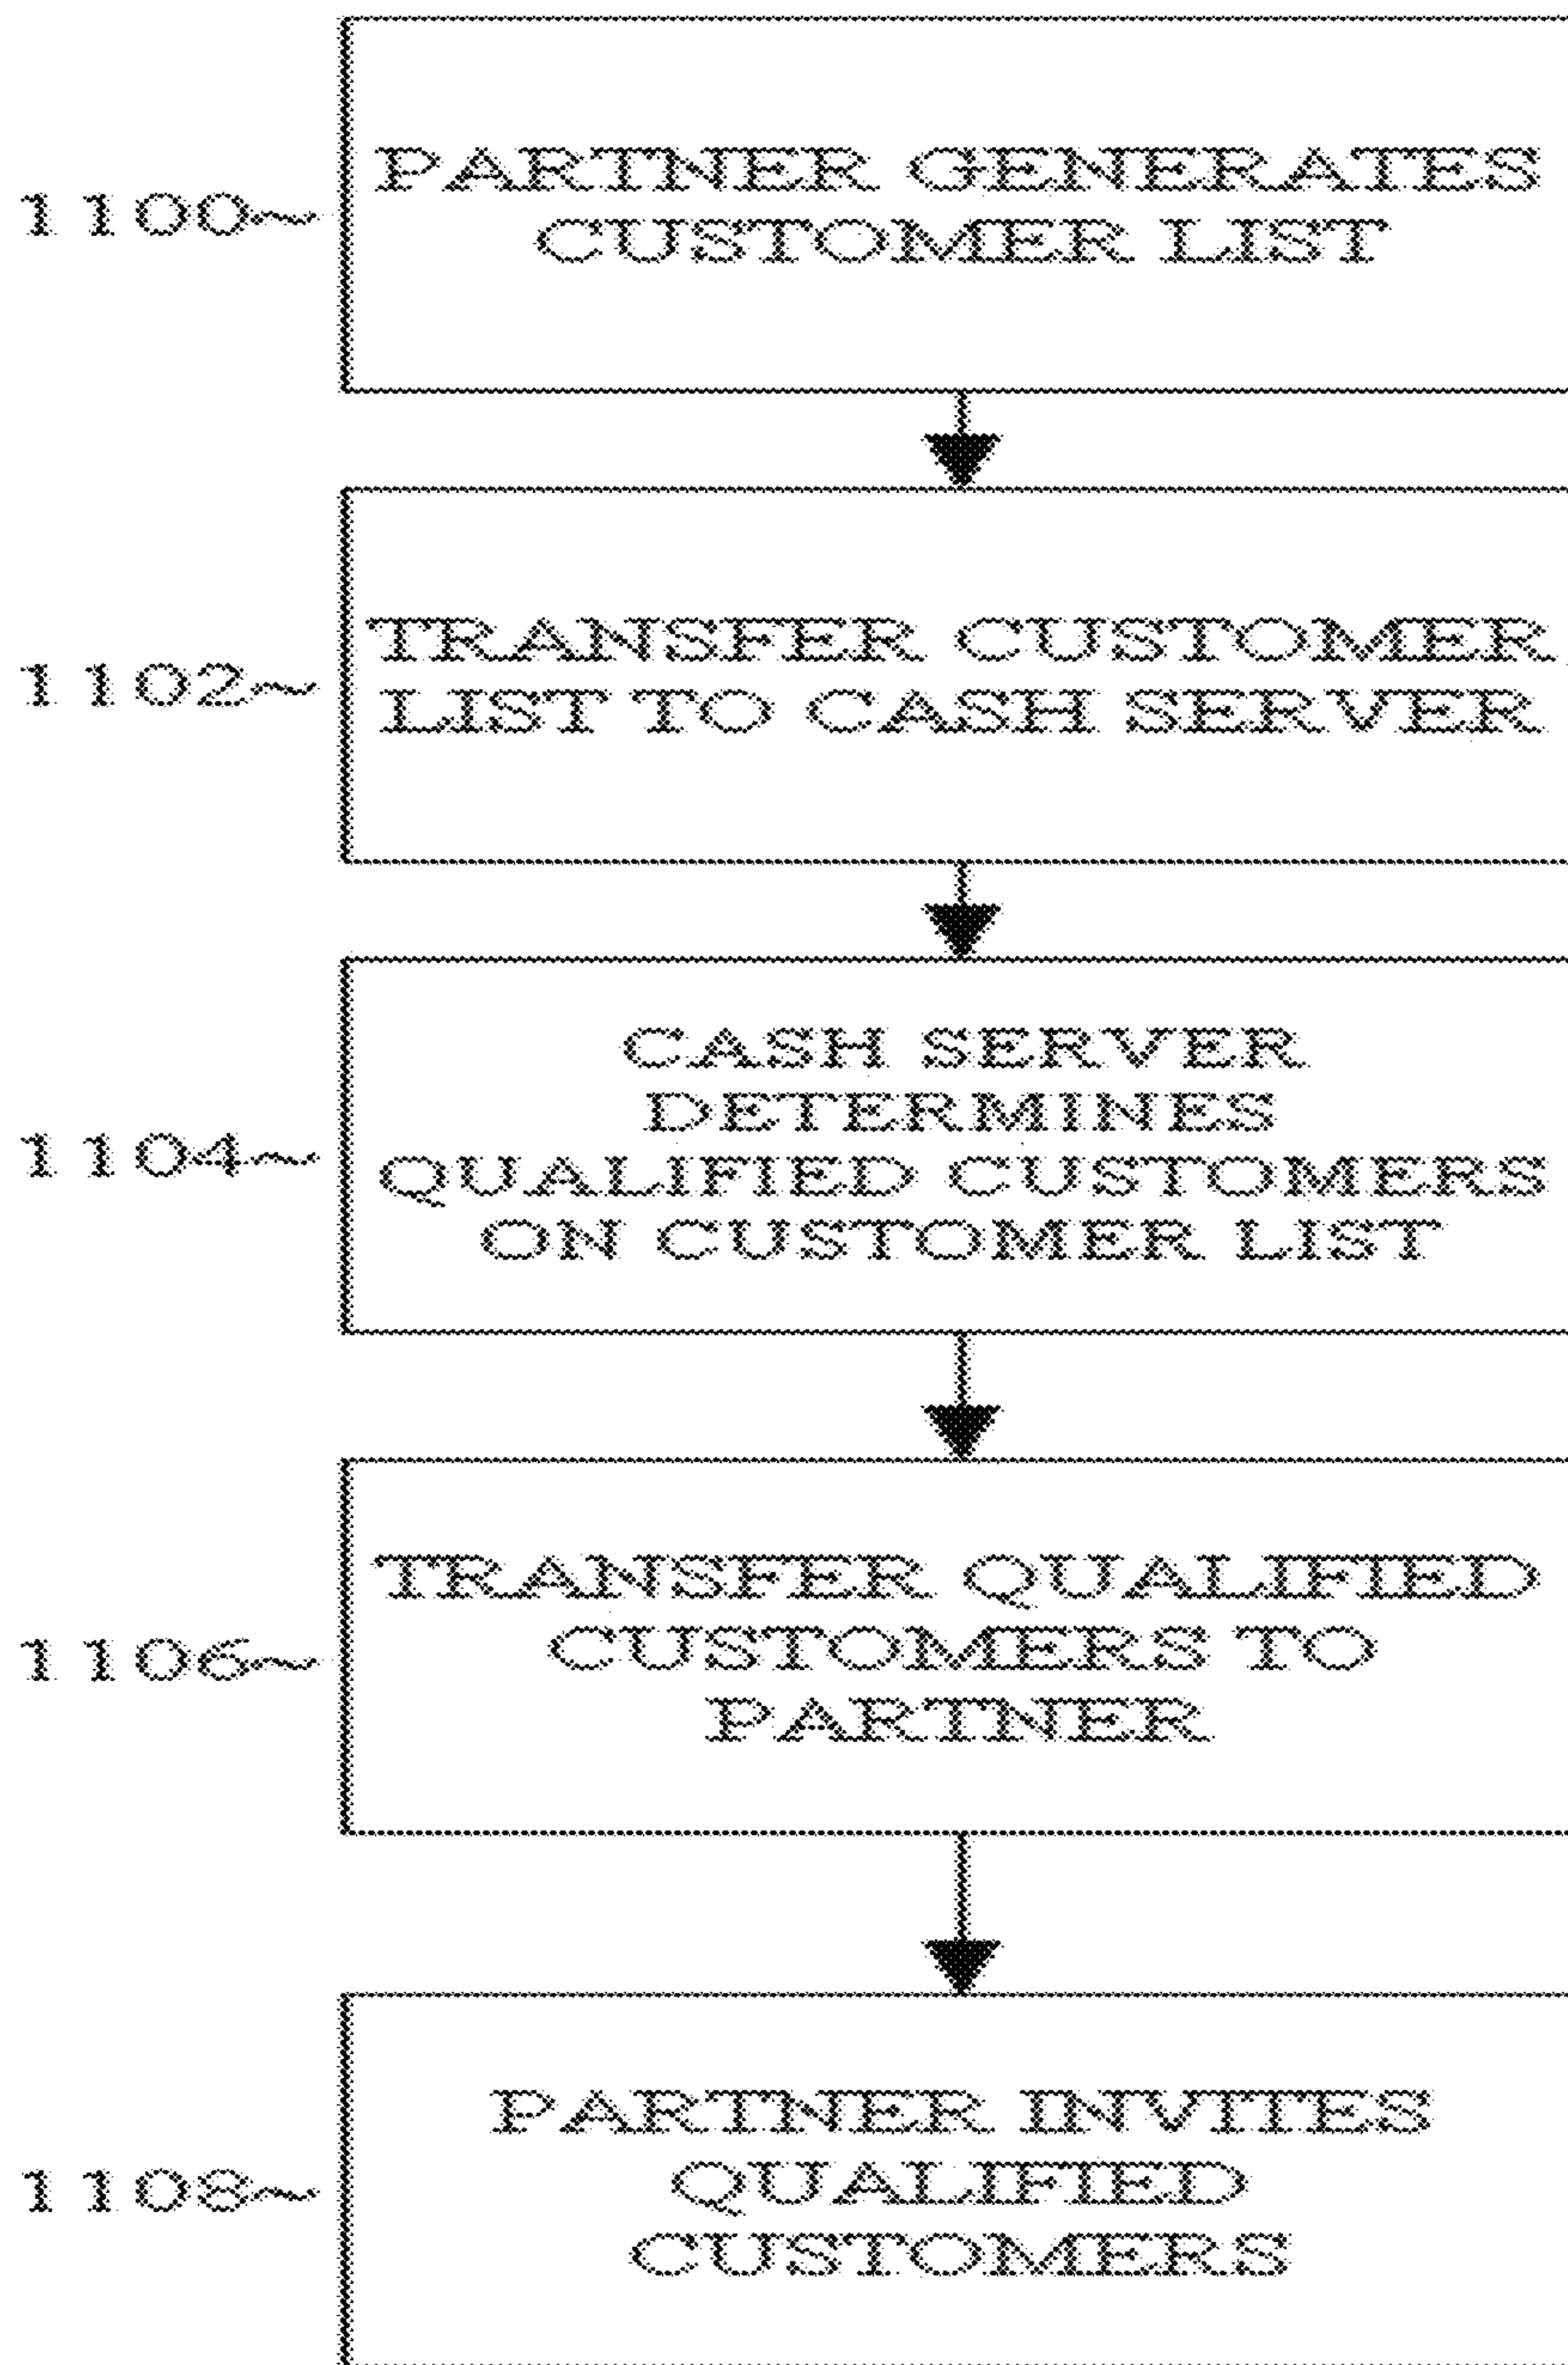 1100~
PARTNER GENERATES
CUSTOMER LIST
1102~
TRANSFER CUSTOMER
LIST TO CASH SERVER
1104~
CASH SERVER
DETERMINES
QUALIFIED CUSTOMERS
ON CUSTOMER LIST
1106~
TRANSFER QUALIFIED
CUSTOMERS TO
PARTNER
1108~
PARTNER INVITES
QUALIFIED
CUSTOMERS